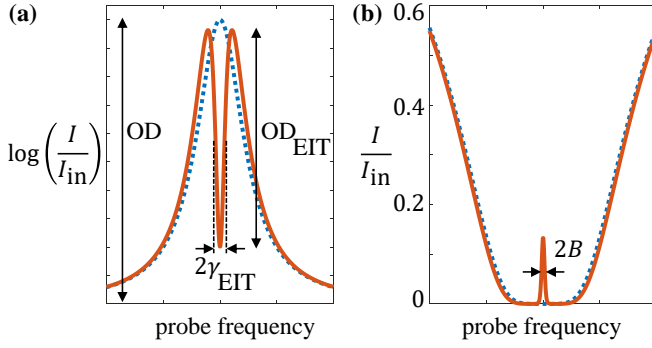 (a)
log(I/I_in)
OD
OD_EIT
2γ_EIT
probe frequency
(b)
0.6
0.4
I/I_in
0.2
2B
0
probe frequency